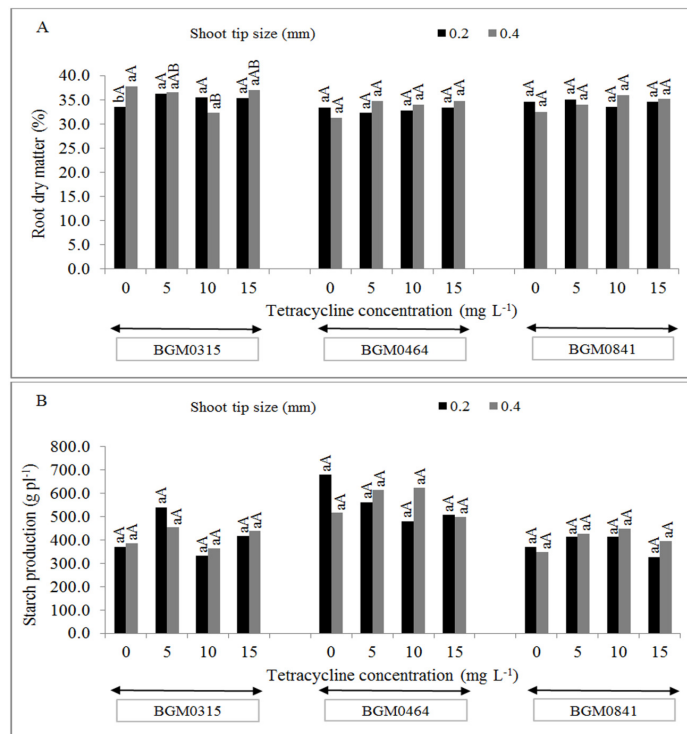 A
Shoot tip size (mm) 0.2 0.4
Root dry matter (%)
40.0
35.0
30.0
25.0
20.0
15.0
10.0
5.0
0.0
bA aA aA aAB aA aB aA aAB aA aA aA aA aA aA aA aA aA aA aA aA aA aA aA aA
0 5 10 15 0 5 10 15 0 5 10 15
Tetracycline concentration (mg L-1)
BGM0315 BGM0464 BGM0841
B
Shoot tip size (mm) 0.2 0.4
Starch production (g pl-1)
800.0
700.0
600.0
500.0
400.0
300.0
200.0
100.0
0.0
aA aA aA aA aA aA aA aA aA aA aA aA aA aA aA aA aA aA aA aA aA aA aA aA
0 5 10 15 0 5 10 15 0 5 10 15
Tetracycline concentration (mg L-1)
BGM0315 BGM0464 BGM0841